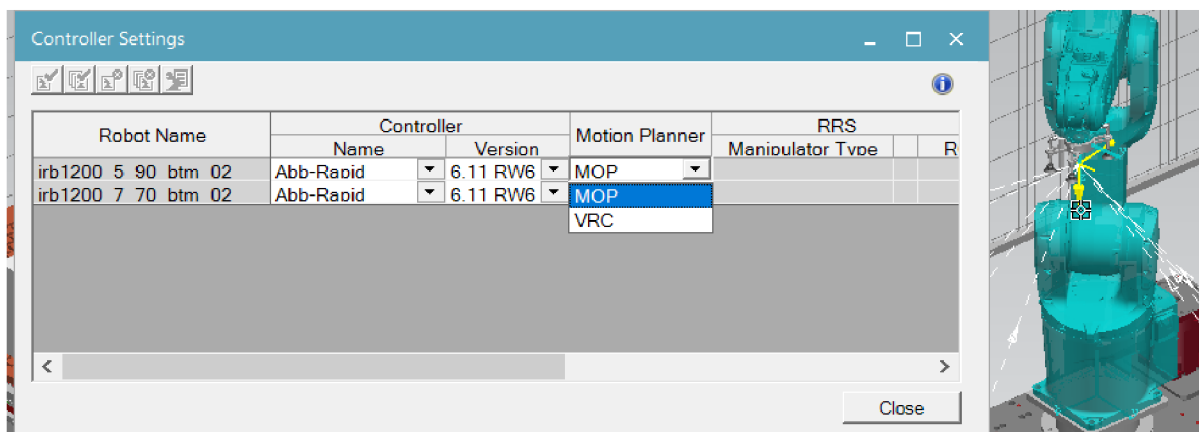 Controller Settings
Robot Name
Controller
Motion Planner
RRS
Name
Version
Manipulator Type
R
irb1200_5_90_btm_02
Abb-Rapid
6.11 RW6
MOP
irb1200_7_70_btm_02
Abb-Rapid
6.11 RW6
MOP
VRC
Close